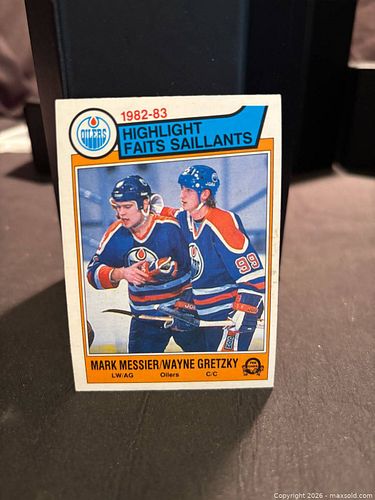 1982-83
HIGHLIGHT
FAITS SAILLANTS
OILERS
99
MARK MESSIER/WAYNE GRETZKY
LW/AG Oilers C/C
Copyright 2026 - maxsold.com